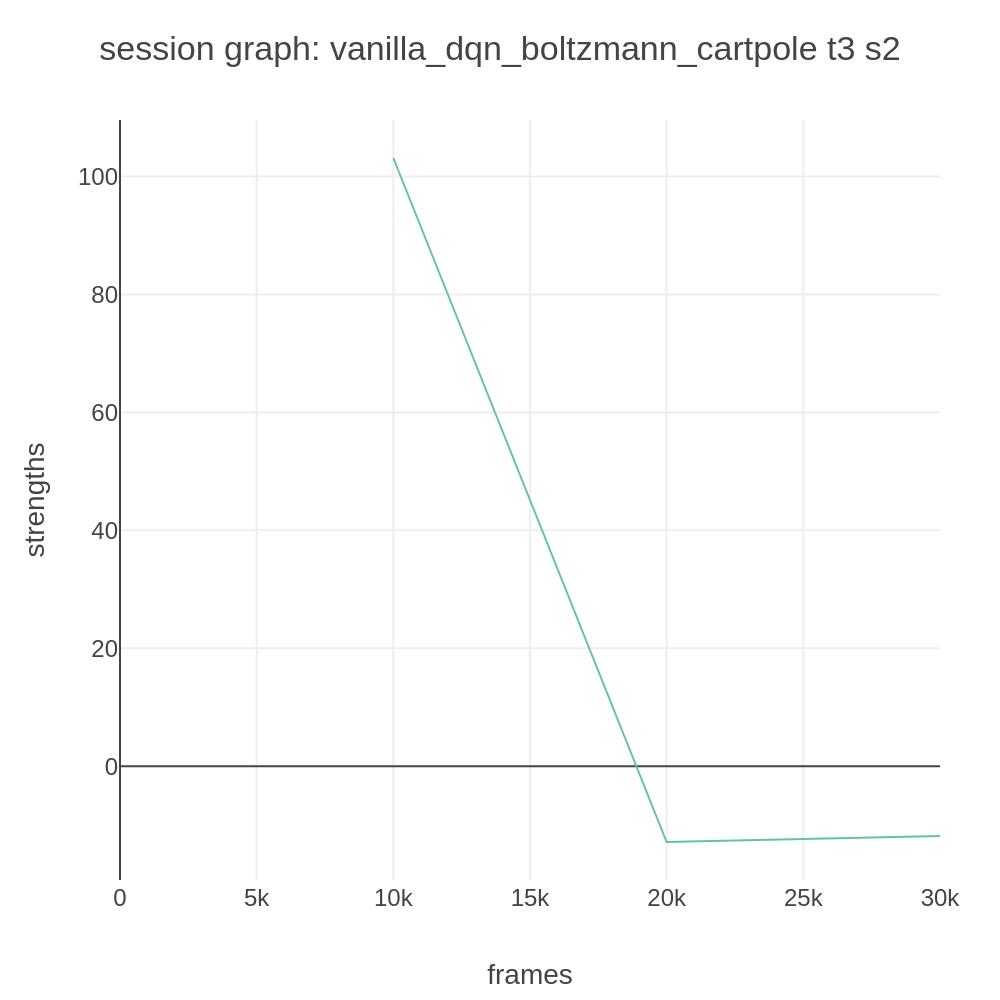 session graph: vanilla_dqn_boltzmann_cartpole t3 s2
100
80
60
40
20
0
strengths
0 5k 10k 15k 20k 25k 30k
frames